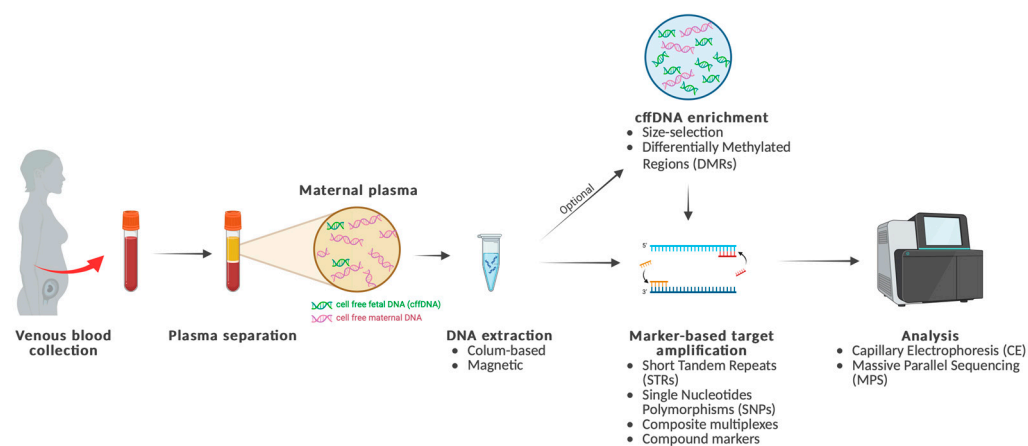 Venous blood
collection
Plasma separation
Maternal plasma
cell free fetal DNA (cffDNA)
cell free maternal DNA
DNA extraction
• Colum-based
• Magnetic
Optional
cffDNA enrichment
• Size-selection
• Differentially Methylated
Regions (DMRs)
5'
3'
Marker-based target
amplification
• Short Tandem Repeats
(STRs)
• Single Nucleotides
Polymorphisms (SNPs)
• Composite multiplexes
• Compound markers
Analysis
• Capillary Electrophoresis (CE)
• Massive Parallel Sequencing
(MPS)